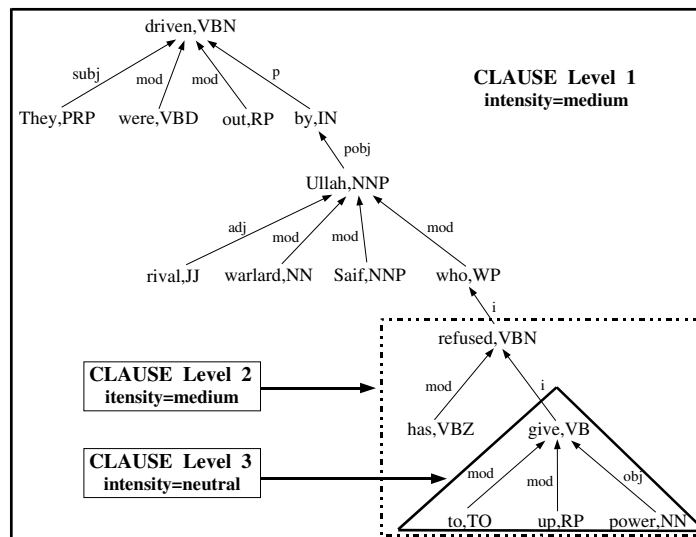 driven,VBN
subj
mod
mod
p
CLAUSE Level 1
intensity=medium
They,PRP
were,VBD
out,RP
by,IN
pobj
Ullah,NNP
adj
mod
mod
mod
rival,JJ
warlard,NN
Saif,NNP
who,WP
i
refused,VBN
CLAUSE Level 2
itensity=medium
mod
i
has,VBZ
give,VB
CLAUSE Level 3
intensity=neutral
mod
mod
obj
to,TO
up,RP
power,NN